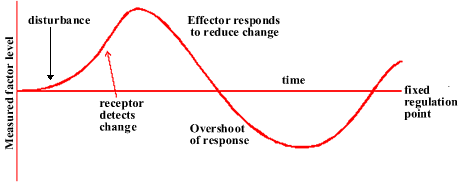 disturbance
Effector responds
to reduce change
Measured factor level
time
receptor
detects
change
fixed
regulation
point
Overshoot
of response